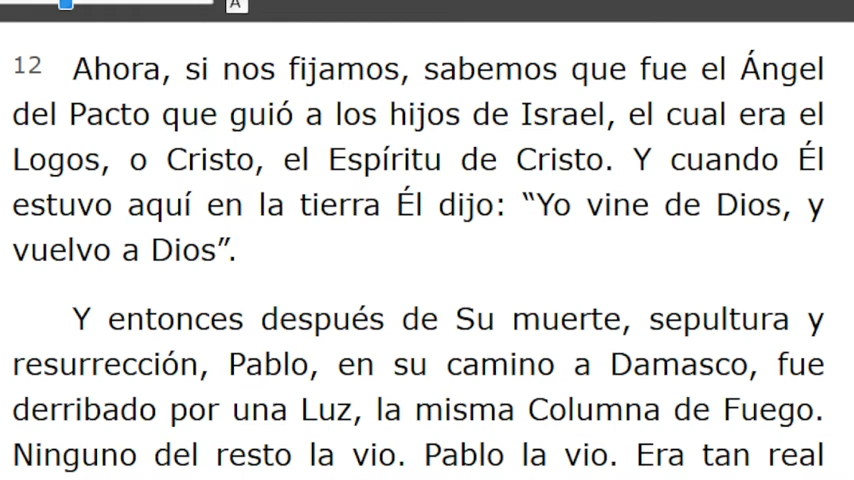 A
12 Ahora, si nos fijamos, sabemos que fue el Ángel
del Pacto que guió a los hijos de Israel, el cual era el
Logos, o Cristo, el Espíritu de Cristo. Y cuando Él
estuvo aquí en la tierra Él dijo: “Yo vine de Dios, y
vuelvo a Dios”.
Y entonces después de Su muerte, sepultura y
resurrección, Pablo, en su camino a Damasco, fue
derribado por una Luz, la misma Columna de Fuego.
Ninguno del resto la vio. Pablo la vio. Era tan real